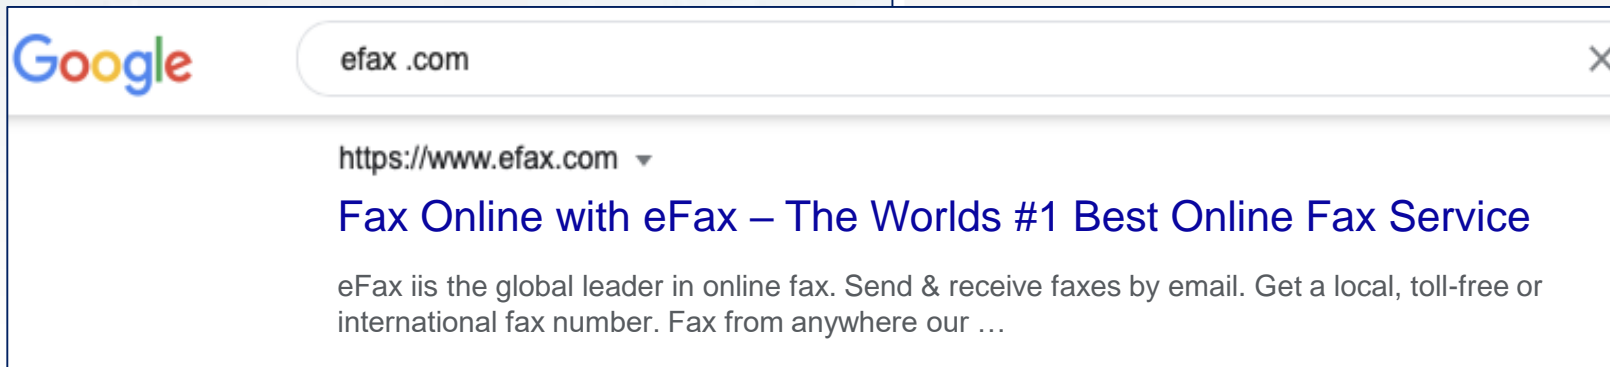 Google
efax .com
https://www.efax.com
Fax Online with eFax – The Worlds #1 Best Online Fax Service
eFax iis the global leader in online fax. Send & receive faxes by email. Get a local, toll-free or
international fax number. Fax from anywhere our …